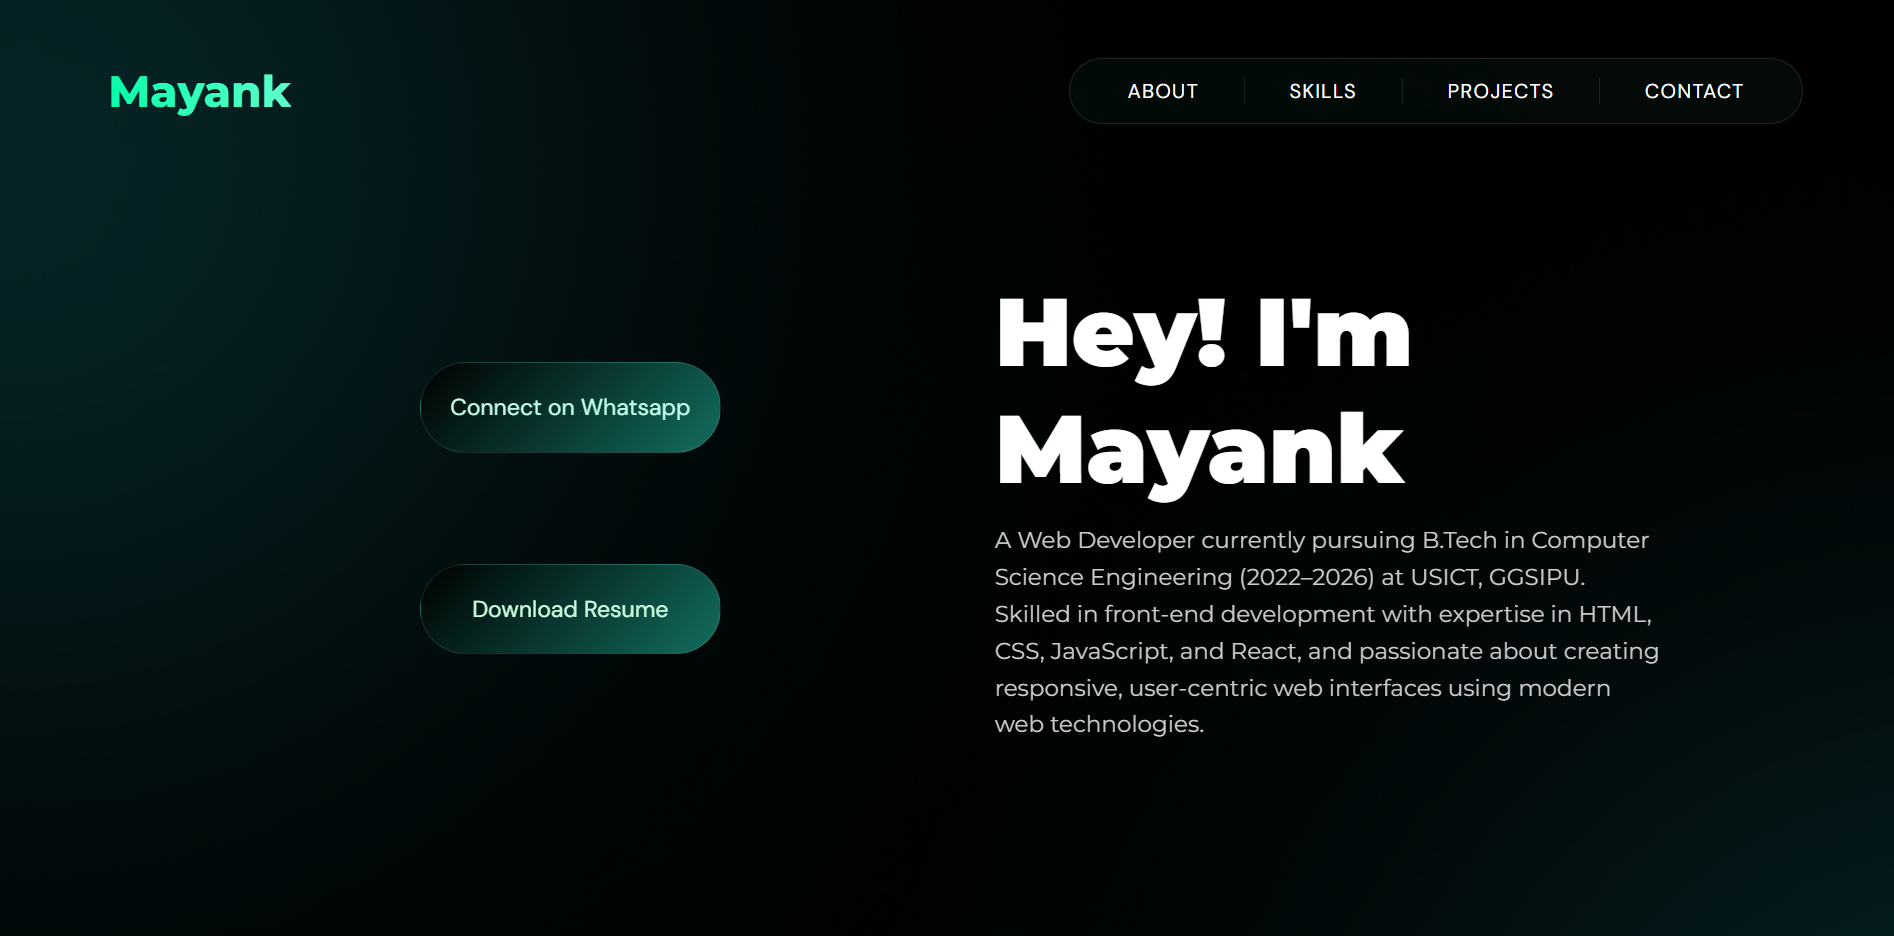 Mayank
ABOUT
SKILLS
PROJECTS
CONTACT
Connect on Whatsapp
Download Resume
Hey! I'm
Mayank
A Web Developer currently pursuing B.Tech in Computer
Science Engineering (2022–2026) at USICT, GGSIPU.
Skilled in front-end development with expertise in HTML,
CSS, JavaScript, and React, and passionate about creating
responsive, user-centric web interfaces using modern
web technologies.